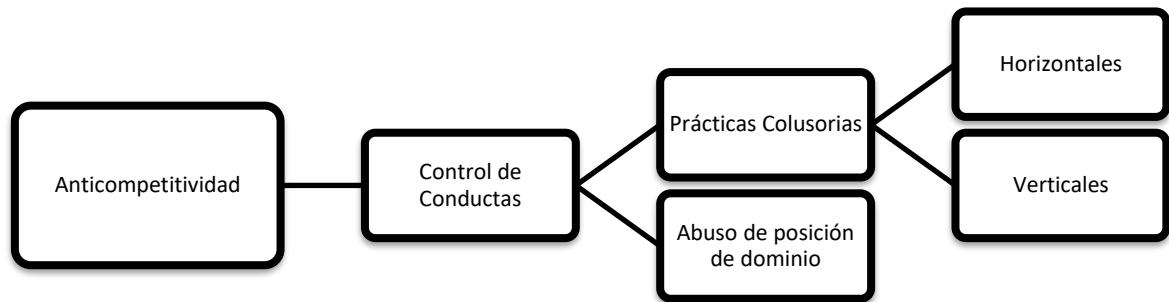 Anticompetitividad
Control de
Conductas
Prácticas Colusorias
Horizontales
Verticales
Abuso de posición
de dominio